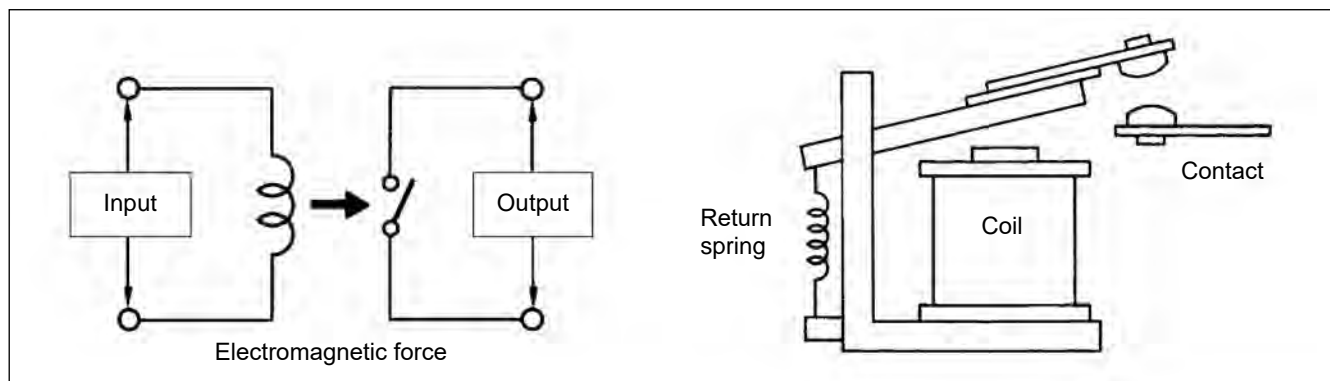 Input
Output
Electromagnetic force
Return
spring
Coil
Contact